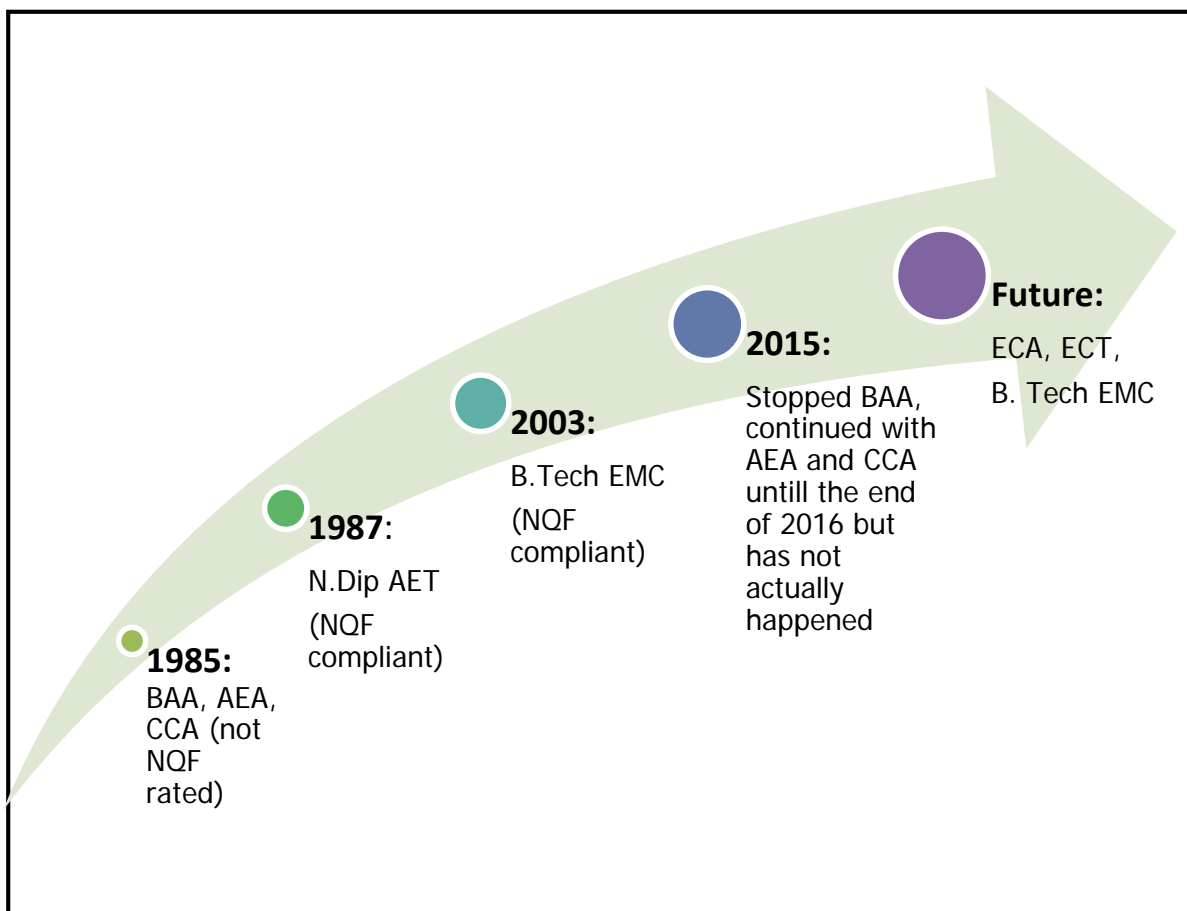 1985:
BAA, AEA,
CCA (not
NQF
rated)
1987:
N.Dip AET
(NQF
compliant)
2003:
B.Tech EMC
(NQF
compliant)
2015:
Stopped BAA,
continued with
AEA and CCA
untill the end
of 2016 but
has not
actually
happened
Future:
ECA, ECT,
B. Tech EMC